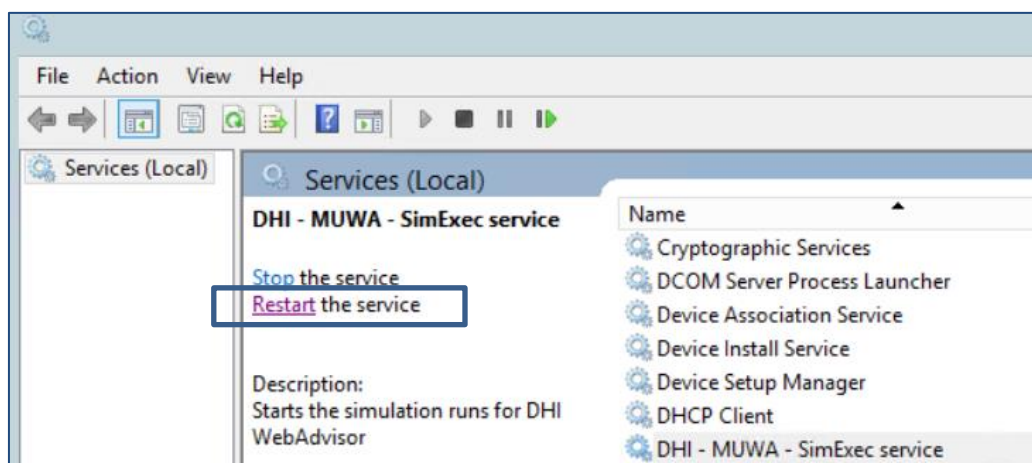 File Action View Help
Services (Local)
Services (Local)
DHI - MUWA - SimExec service
Stop the service
Restart the service
Description:
Starts the simulation runs for DHI
WebAdvisor
Name
Cryptographic Services
DCOM Server Process Launcher
Device Association Service
Device Install Service
Device Setup Manager
DHCP Client
DHI - MUWA - SimExec service